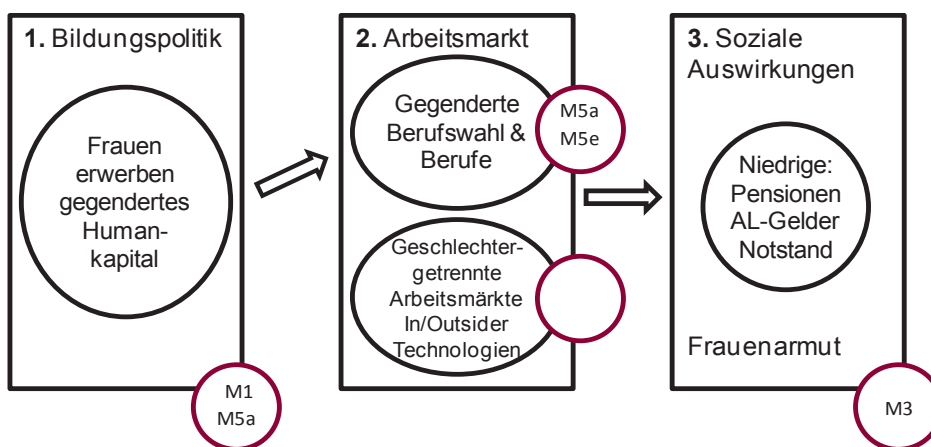 1. Bildungspolitik
Frauen
erwerben
gegendertes
Human-
kapital
M1
M5a
2. Arbeitsmarkt
Gegenderte
Berufswahl &
Berufe
M5a
M5e
Geschlechter-
getrennte
Arbeitsmärkte
In/Outsider
Technologien
3. Soziale
Auswirkungen
Niedrige:
Pensionen
AL-Gelder
Notstand
Frauenarmut
M3